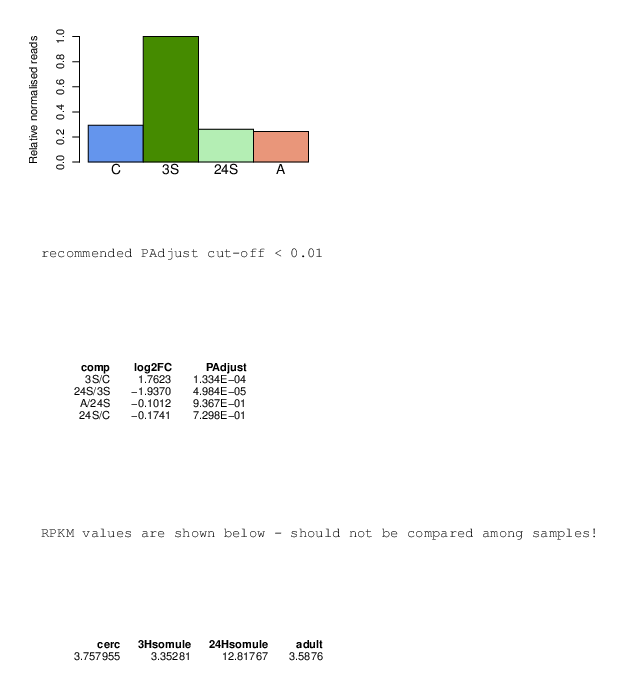 Relative normalised reads
1.0
0.8
0.6
0.4
0.2
0.0
C 3S 24S A
recommended PAdjust cut-off < 0.01
comp log2FC PAdjust
3S/C 1.7623 1.334E−04
24S/3S −1.9370 4.984E−05
A/24S −0.1012 9.367E−01
24S/C −0.1741 7.298E−01
RPKM values are shown below - should not be compared among samples!
cerc 3Hsomule 24Hsomule adult
3.757955 3.35281 12.81767 3.5876